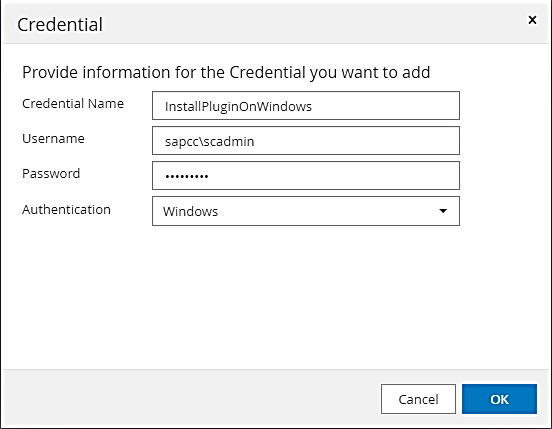 Credential
×
Provide information for the Credential you want to add
Credential Name InstallPluginOnWindows
Username sapcc\scadmin
Password •••••••••
Authentication Windows
Cancel OK